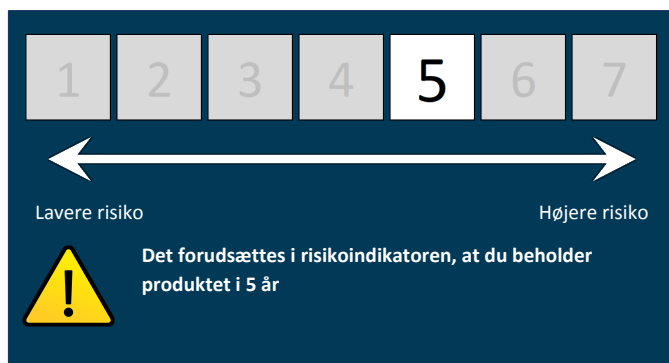 1 2 3 4 5 6 7
Lavere risiko Højere risiko
Det forudsættes i risikoindikatoren, at du beholder
produktet i 5 år